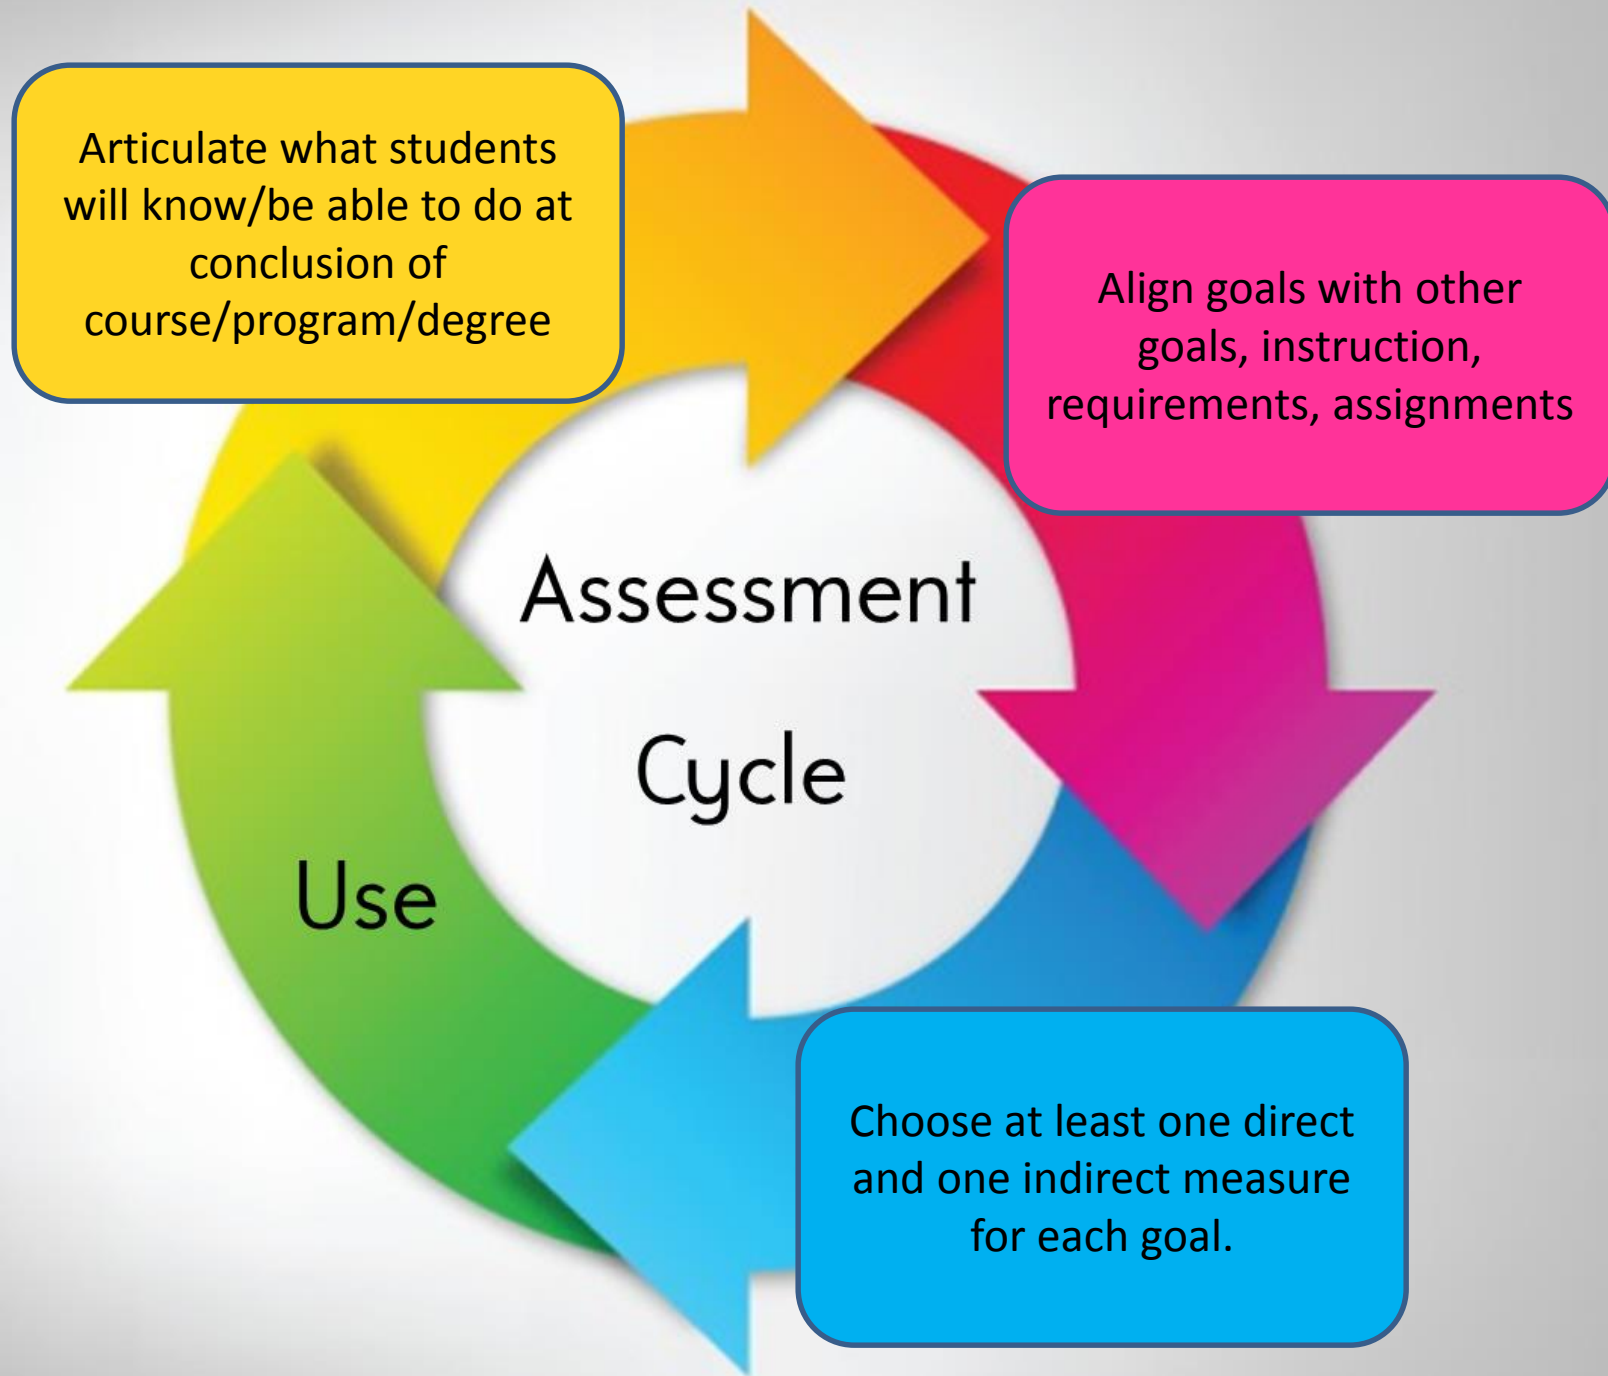 Articulate what students
will know/be able to do at
conclusion of
course/program/degree
Align goals with other
goals, instruction,
requirements, assignments
Assessment
Cycle
Use
Choose at least one direct
and one indirect measure
for each goal.